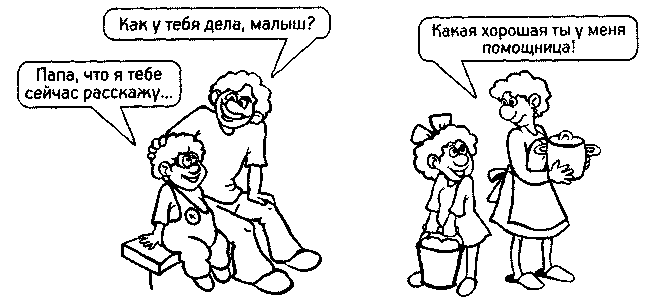 Как у тебя дела, малыш?
Папа, что я тебе
сейчас расскажу...
Какая хорошая ты у меня
помощница!